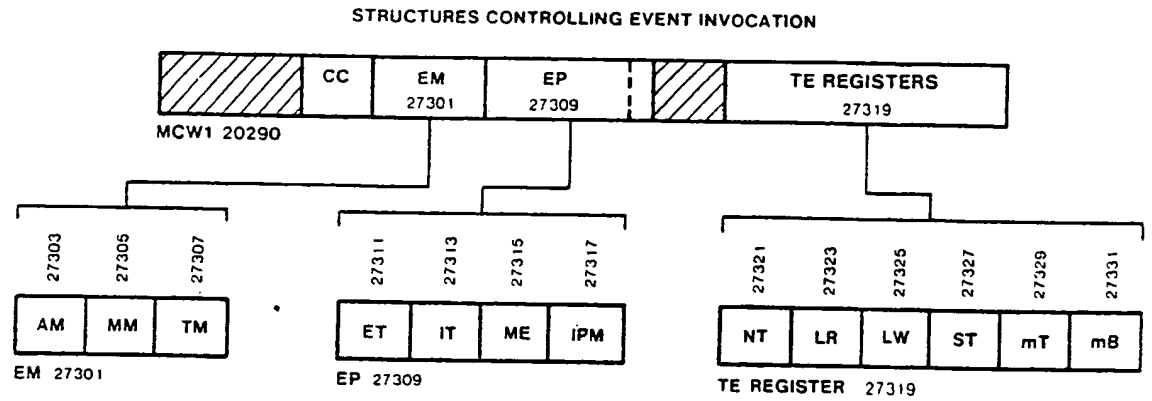 STRUCTURES CONTROLLING EVENT INVOCATION
CC
EM
27301
EP
27309
TE REGISTERS
27319
MCW1 20290
27303
27305
27307
AM
MM
TM
EM 27301
27311
27313
27315
27317
ET
IT
ME
IPM
EP 27309
27321
27323
27325
27327
27329
27331
NT
LR
LW
ST
mT
mB
TE REGISTER 27319